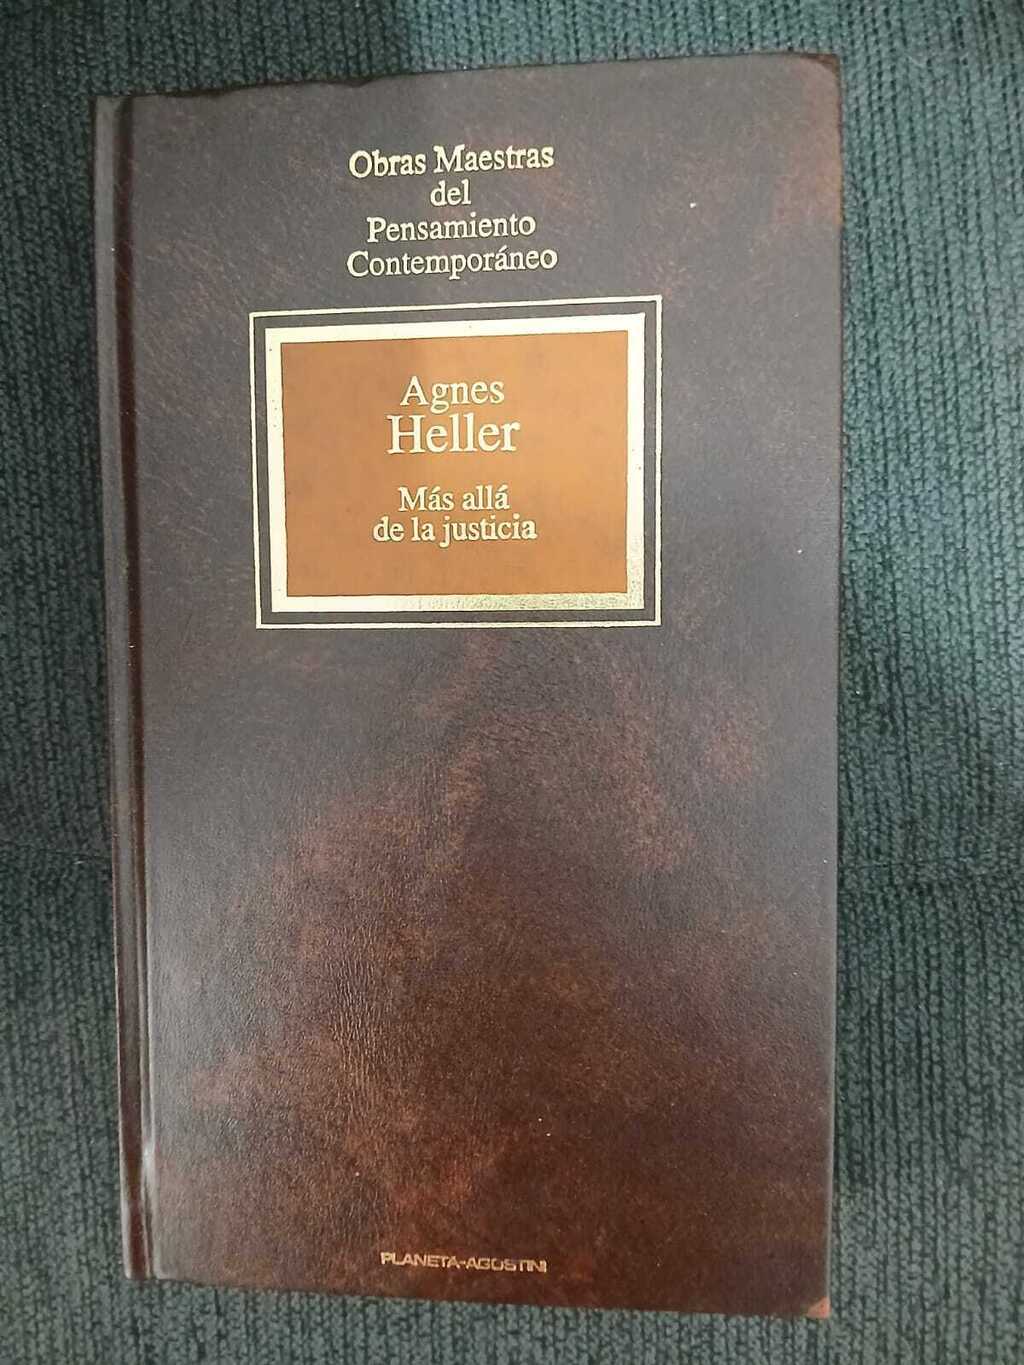 Obras Maestras
del
Pensamiento
Contemporáneo
Agnes
Heller
Más allá
de la justicia
PLANETA-AGOSTINI